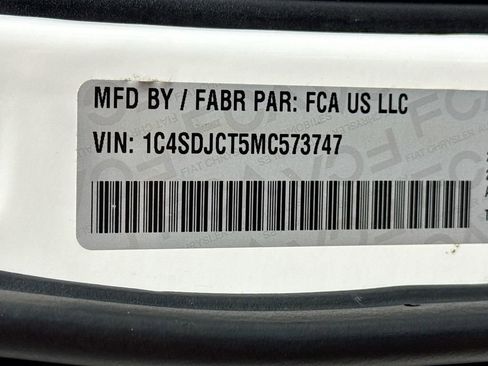 MFD BY / FABR PAR: FCA US LLC
VIN: 1C4SDJCT5MC573747